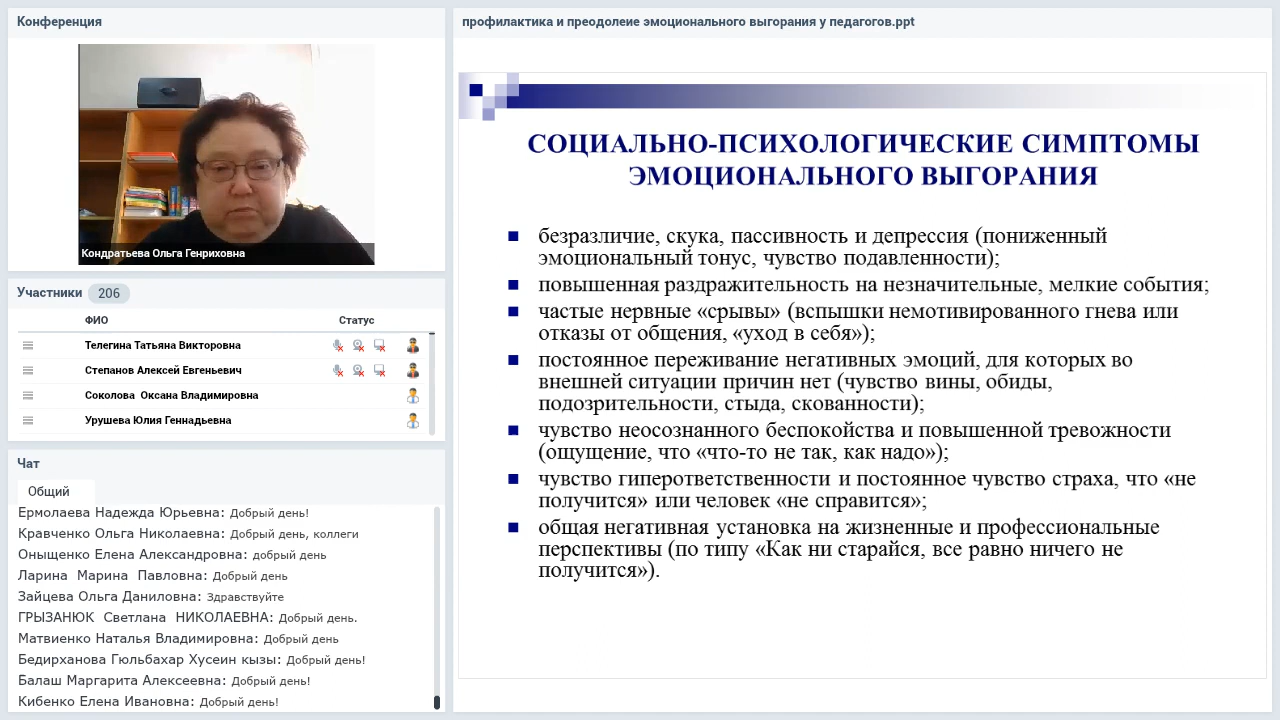 Конференция
Кондратьева Ольга Генриховна
Участники 206
ФИО Статус
Телегина Татьяна Викторовна
Степанов Алексей Евгеньевич
Соколова  Оксана Владимировна
Урушева Юлия Геннадьевна
Чат
Общий
Ермолаева Надежда Юрьевна: Добрый день!
Кравченко Ольга Николаевна: Добрый день, коллеги
Оныщенко Елена Александровна: добрый день
Ларина  Марина  Павловна: Добрый день
Зайцева Ольга Даниловна: Здравствуйте
ГРЫЗАНЮК  Светлана  НИКОЛАЕВНА: Добрый день.
Матвиенко Наталья Владимировна: Добрый день
Бедирханова Гюльбахар Хусеин кызы: Добрый день!
Балаш Маргарита Алексеевна: Добрый день!
Кибенко Елена Ивановна: Добрый день!
профилактика и преодолеие эмоционального выгорания у педагогов.ppt
СОЦИАЛЬНО-ПСИХОЛОГИЧЕСКИЕ СИМПТОМЫ
ЭМОЦИОНАЛЬНОГО ВЫГОРАНИЯ
безразличие, скука, пассивность и депрессия (пониженный
эмоциональный тонус, чувство подавленности);
повышенная раздражительность на незначительные, мелкие события;
частые нервные «срывы» (вспышки немотивированного гнева или
отказы от общения, «уход в себя»);
постоянное переживание негативных эмоций, для которых во
внешней ситуации причин нет (чувство вины, обиды,
подозрительности, стыда, скованности);
чувство неосознанного беспокойства и повышенной тревожности
(ощущение, что «что-то не так, как надо»);
чувство гиперответственности и постоянное чувство страха, что «не
получится» или человек «не справится»;
общая негативная установка на жизненные и профессиональные
перспективы (по типу «Как ни старайся, все равно ничего не
получится»).